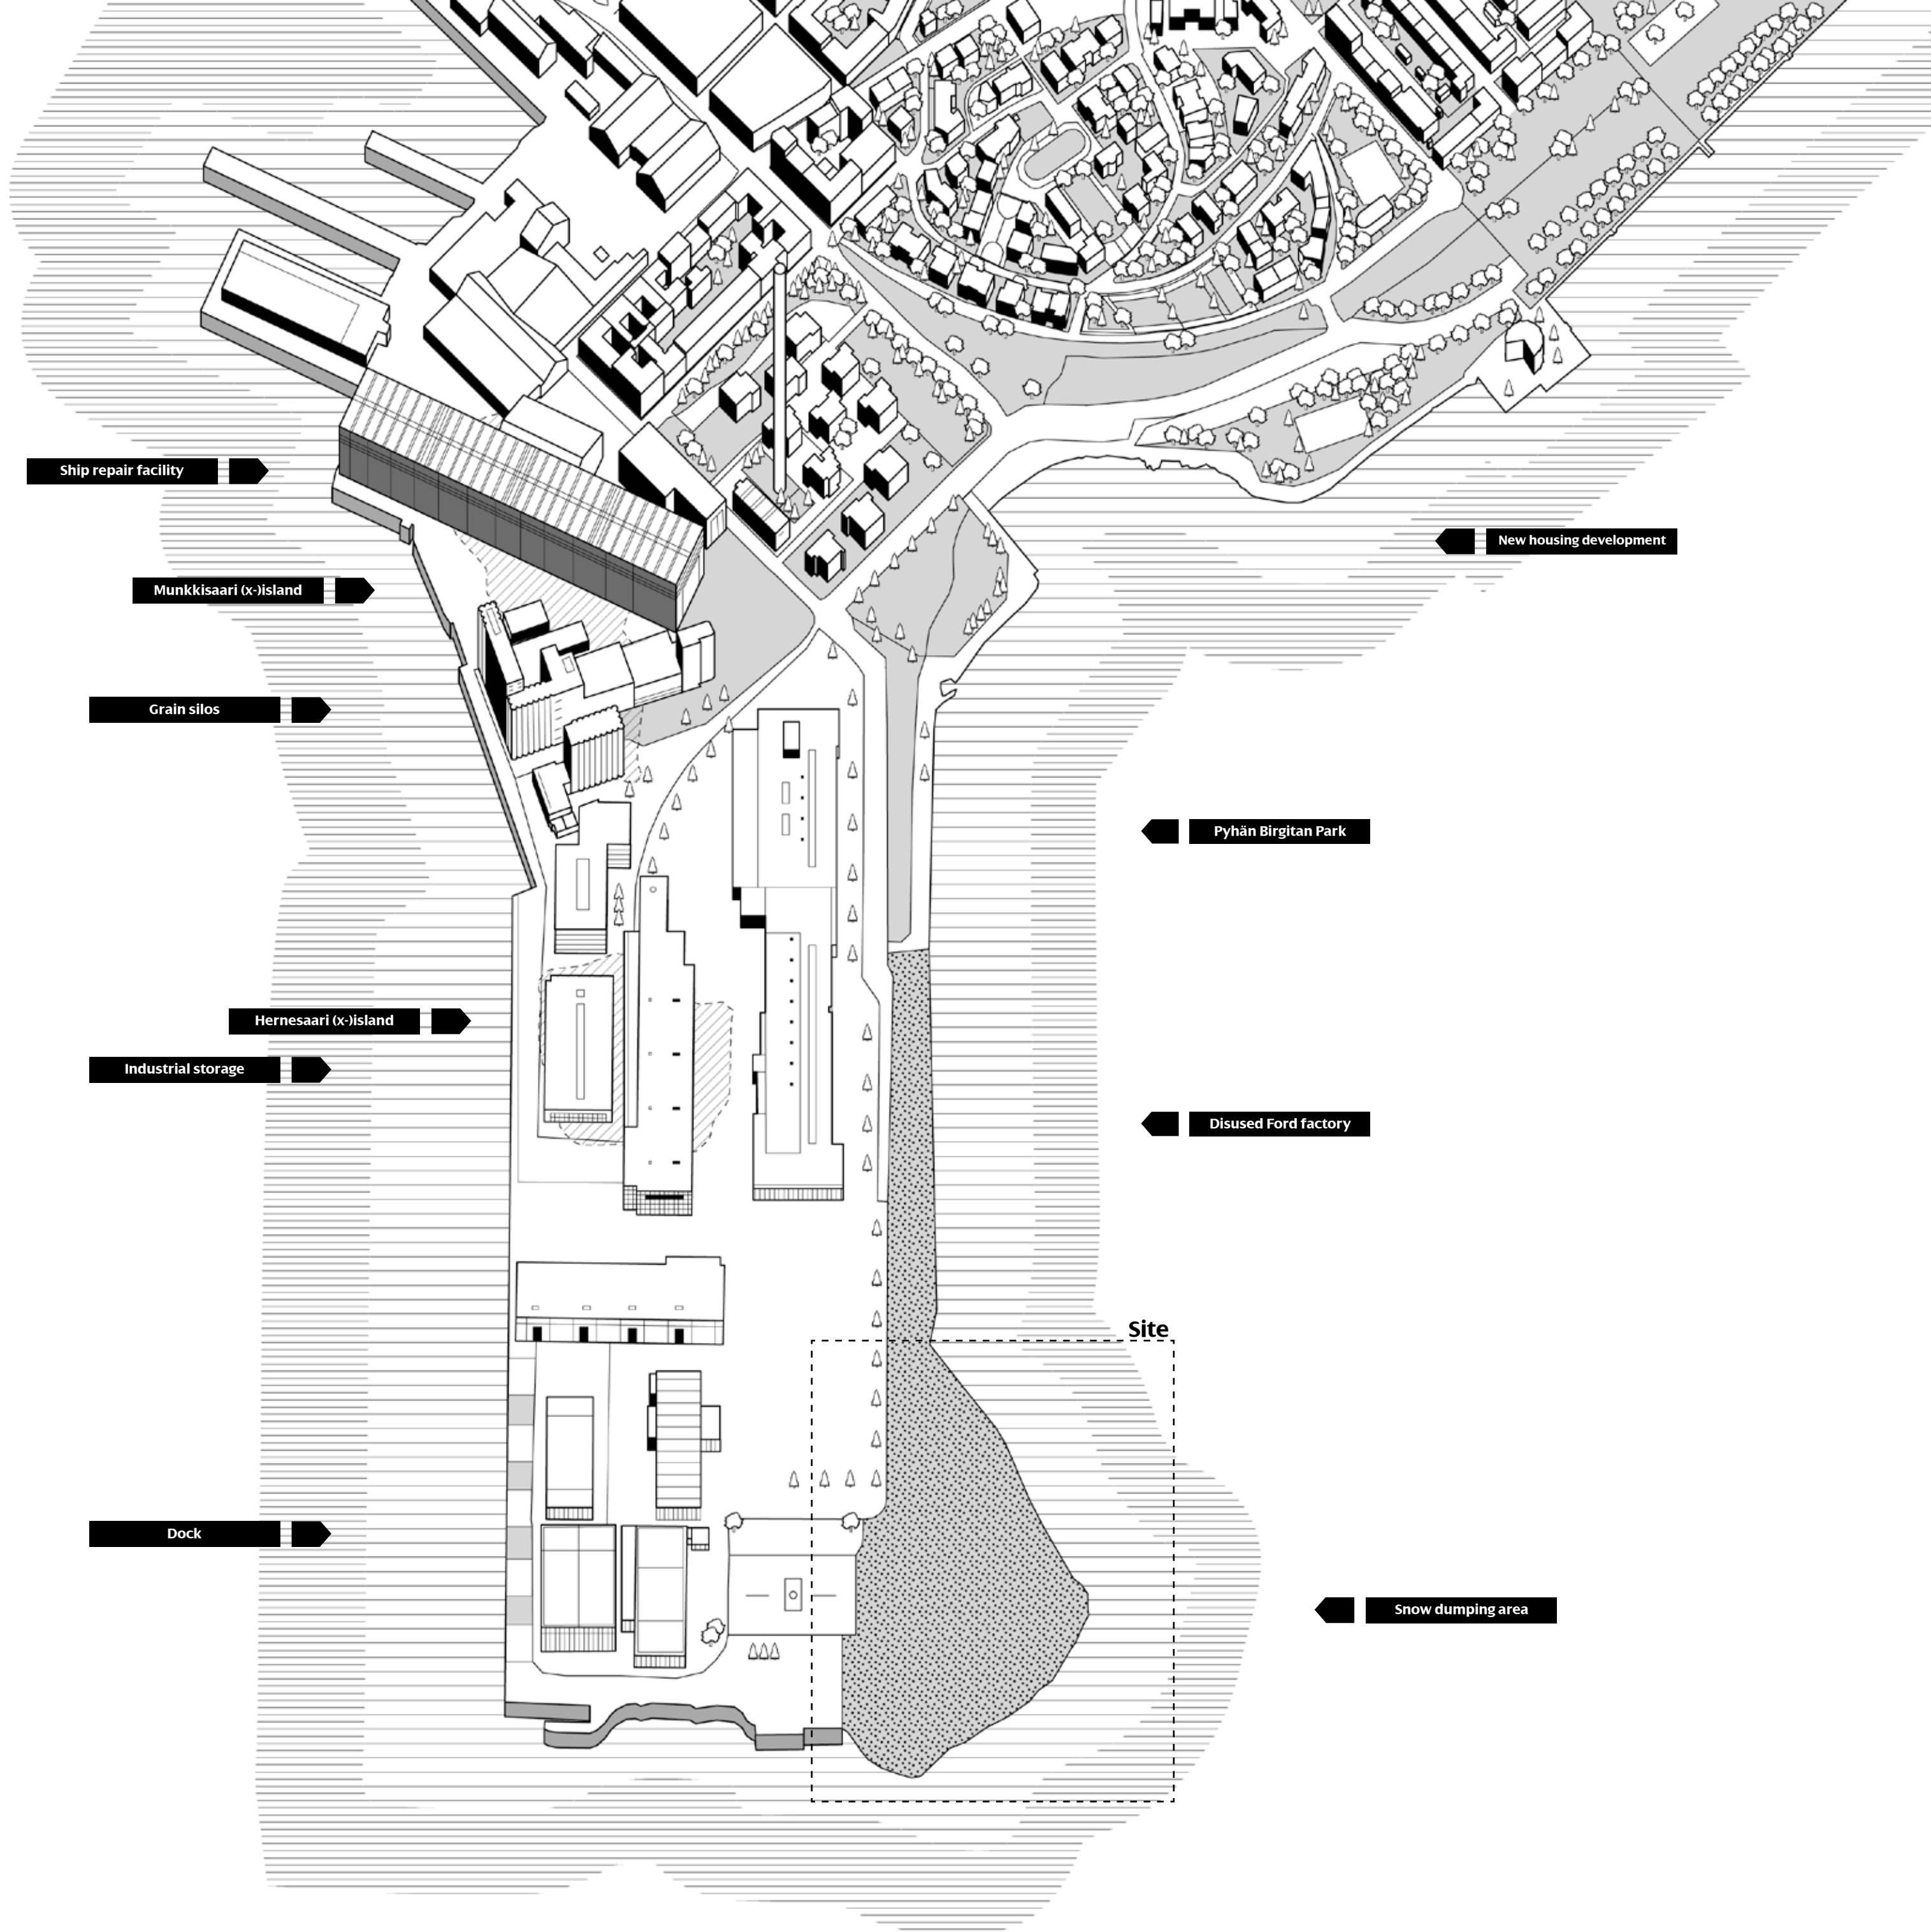 Ship repair facility
New housing development
Munkkisaari (x-)island
Grain silos
Pyhän Birgitan Park
Hernesaari (x-)island
Industrial storage
Disused Ford factory
Site
Dock
Snow dumping area